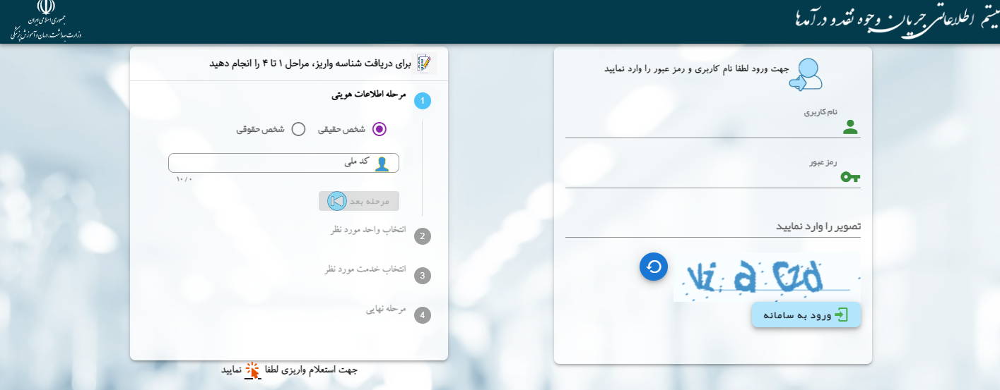 سیستم اطلاعاتی جریان وجوه نقد و درآمدها
جمهوری اسلامی ایران
وزارت بهداشت، درمان و آموزش پزشکی
جهت ورود لطفا نام کاربری و رمز عبور را وارد نمایید
نام کاربری
رمز عبور
تصویر را وارد نمایید
ورود به سامانه
برای دریافت شناسه واریز، مراحل ۱ تا ۴ را انجام دهید
1 مرحله اطلاعات هویتی
شخص حقیقی شخص حقوقی
کد ملی
۰ / ۱۰
مرحله بعد
2 انتخاب واحد مورد نظر
3 انتخاب خدمت مورد نظر
4 مرحله نهایی
جهت استعلام واریزی لطفا نمایید